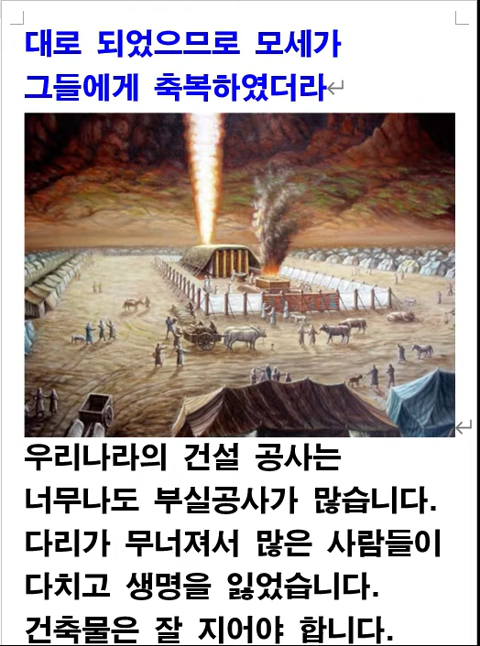 대로 되었으므로 모세가
그들에게 축복하였더라
우리나라의 건설 공사는
너무나도 부실공사가 많습니다.
다리가 무너져서 많은 사람들이
다치고 생명을 잃었습니다.
건축물은 잘 지어야 합니다.